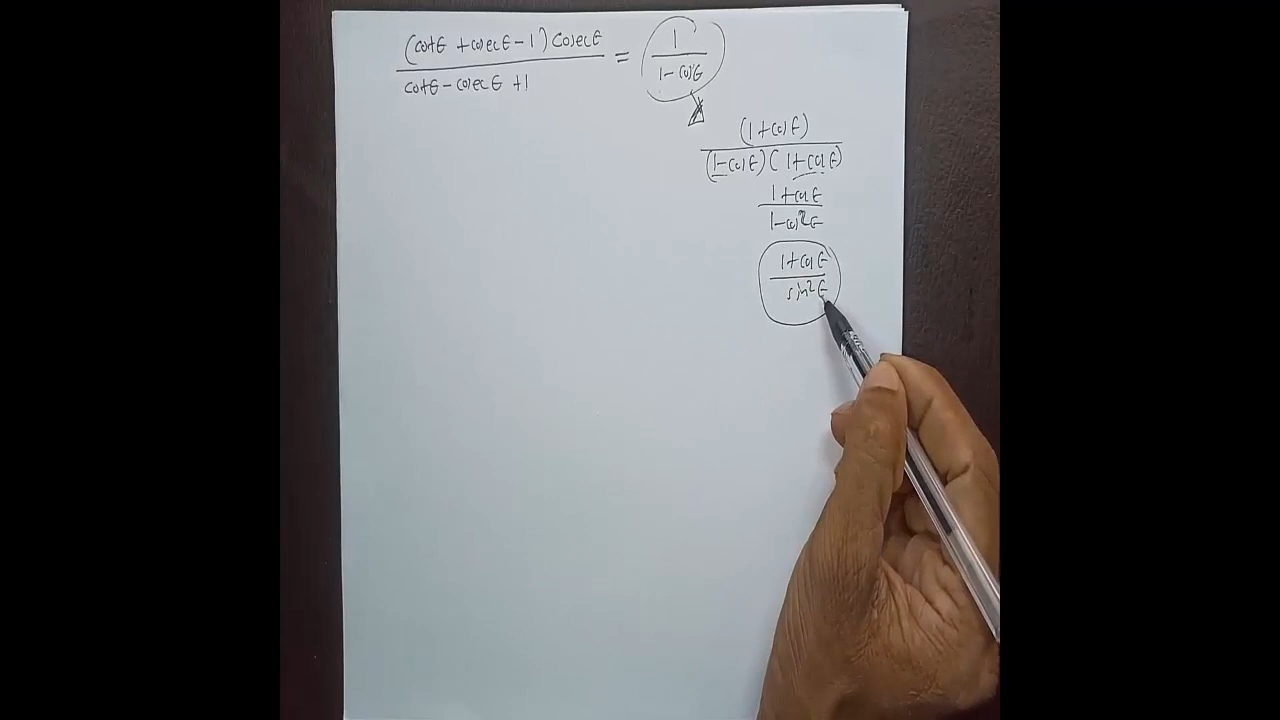 (cotθ + cosecθ - 1) cosecθ = 1
cotθ - cosecθ + 1 1 - cosθ
(1 + cosθ)
(1 - cosθ)(1 + cosθ)
1 + cosθ
1 - cos²θ
1 + cosθ
sin²θ